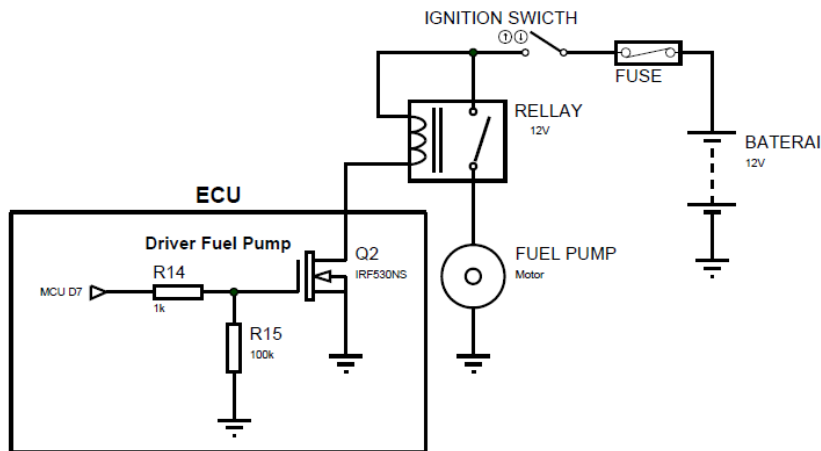 IGNITION SWICTH
FUSE
RELLAY
12V
BATERAI
12V
ECU
Driver Fuel Pump
Q2
IRF530NS
FUEL PUMP
Motor
R14
MCU D7
1k
R15
100k